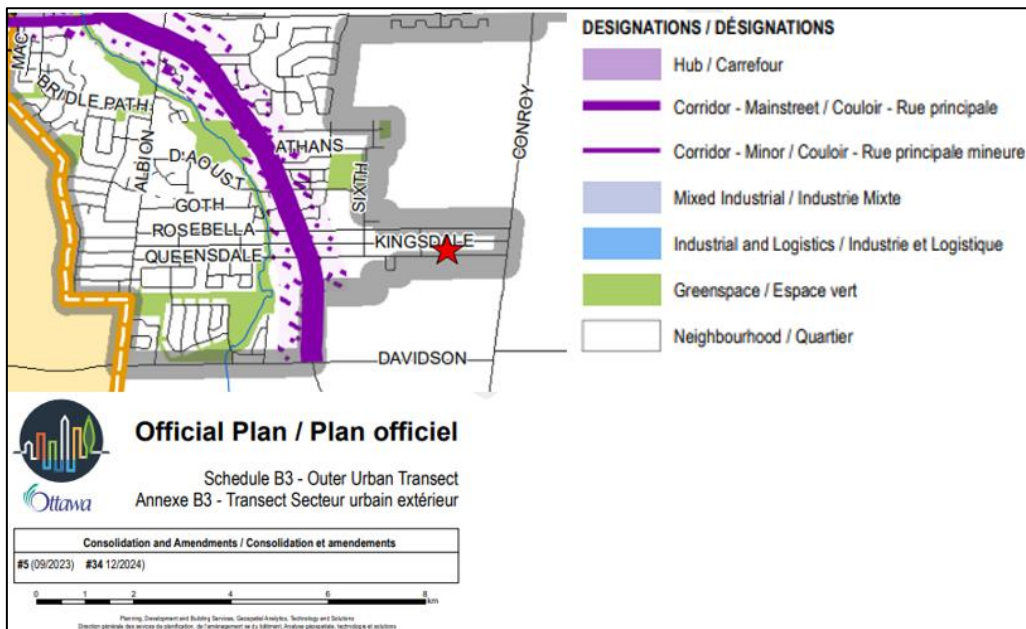 MAC
BRIDLE PATH
ALBION
D'AOUST
ATHANS
SIXTH
CONROY
GOTH
ROSEBELLA
KINGSDALE
QUEENSDALE
DAVIDSON
DESIGNATIONS / DÉSIGNATIONS
Hub / Carrefour
Corridor - Mainstreet / Couloir - Rue principale
Corridor - Minor / Couloir - Rue principale mineure
Mixed Industrial / Industrie Mixte
Industrial and Logistics / Industrie et Logistique
Greenspace / Espace vert
Neighbourhood / Quartier
Ottawa
Official Plan / Plan officiel
Schedule B3 - Outer Urban Transect
Annexe B3 - Transect Secteur urbain extérieur
Consolidation and Amendments / Consolidation et amendements
#5 (09/2023) #34 12/2024)
0 1 2 4 6 8
km
Planning, Development and Building Services, Geospatial Analytics, Technology and Solutions